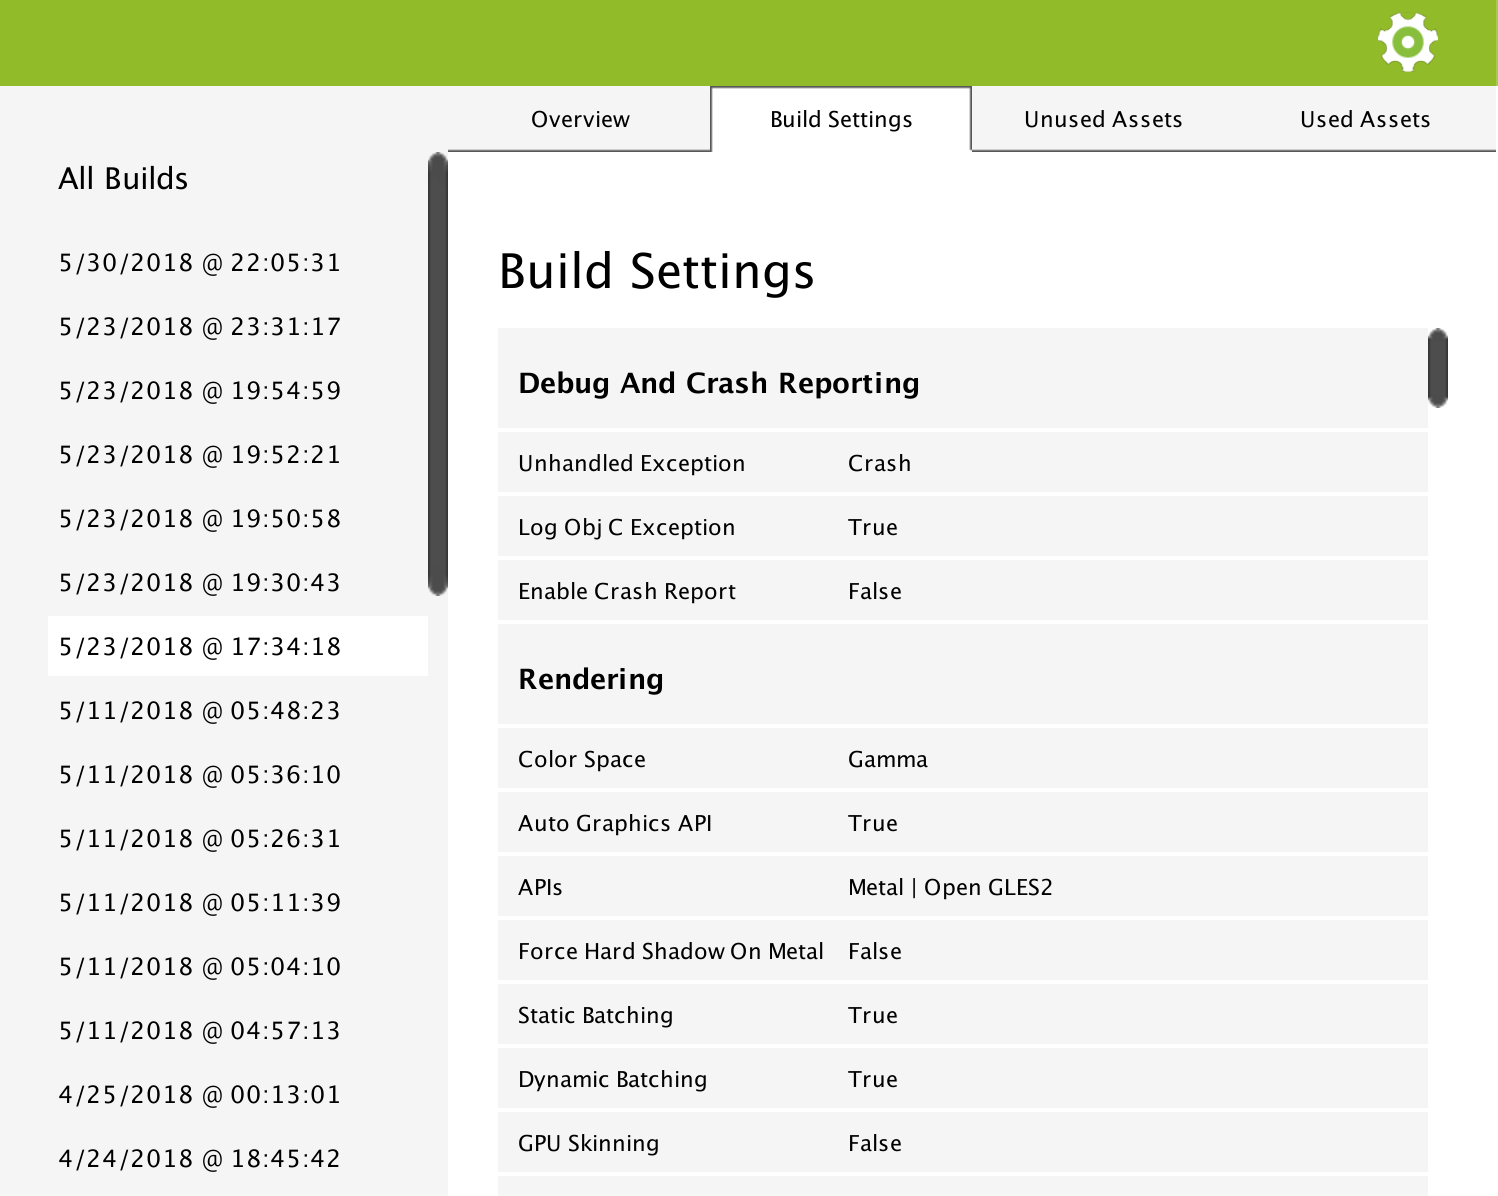 Overview
Build Settings
Unused Assets
Used Assets
All Builds
5/30/2018 @ 22:05:31
5/23/2018 @ 23:31:17
5/23/2018 @ 19:54:59
5/23/2018 @ 19:52:21
5/23/2018 @ 19:50:58
5/23/2018 @ 19:30:43
5/23/2018 @ 17:34:18
5/11/2018 @ 05:48:23
5/11/2018 @ 05:36:10
5/11/2018 @ 05:26:31
5/11/2018 @ 05:11:39
5/11/2018 @ 05:04:10
5/11/2018 @ 04:57:13
4/25/2018 @ 00:13:01
4/24/2018 @ 18:45:42
Build Settings
Debug And Crash Reporting
Unhandled Exception Crash
Log Obj C Exception True
Enable Crash Report False
Rendering
Color Space Gamma
Auto Graphics API True
APIs Metal | Open GLES2
Force Hard Shadow On Metal False
Static Batching True
Dynamic Batching True
GPU Skinning False